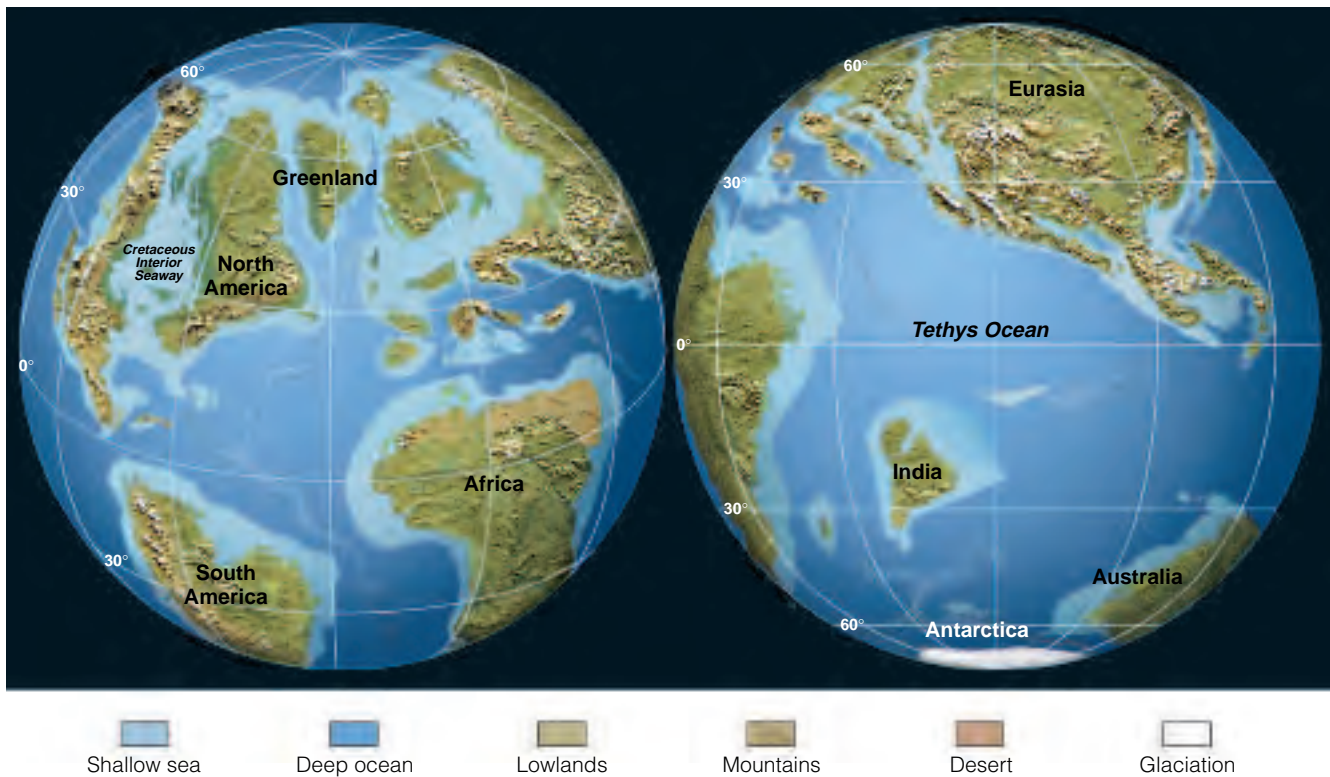 60°
30°
0°
30°
Greenland
Cretaceous
Interior
Seaway
North
America
Africa
South
America
60°
30°
0°
30°
60°
Eurasia
Tethys Ocean
India
Australia
Antarctica
Shallow sea
Deep ocean
Lowlands
Mountains
Desert
Glaciation